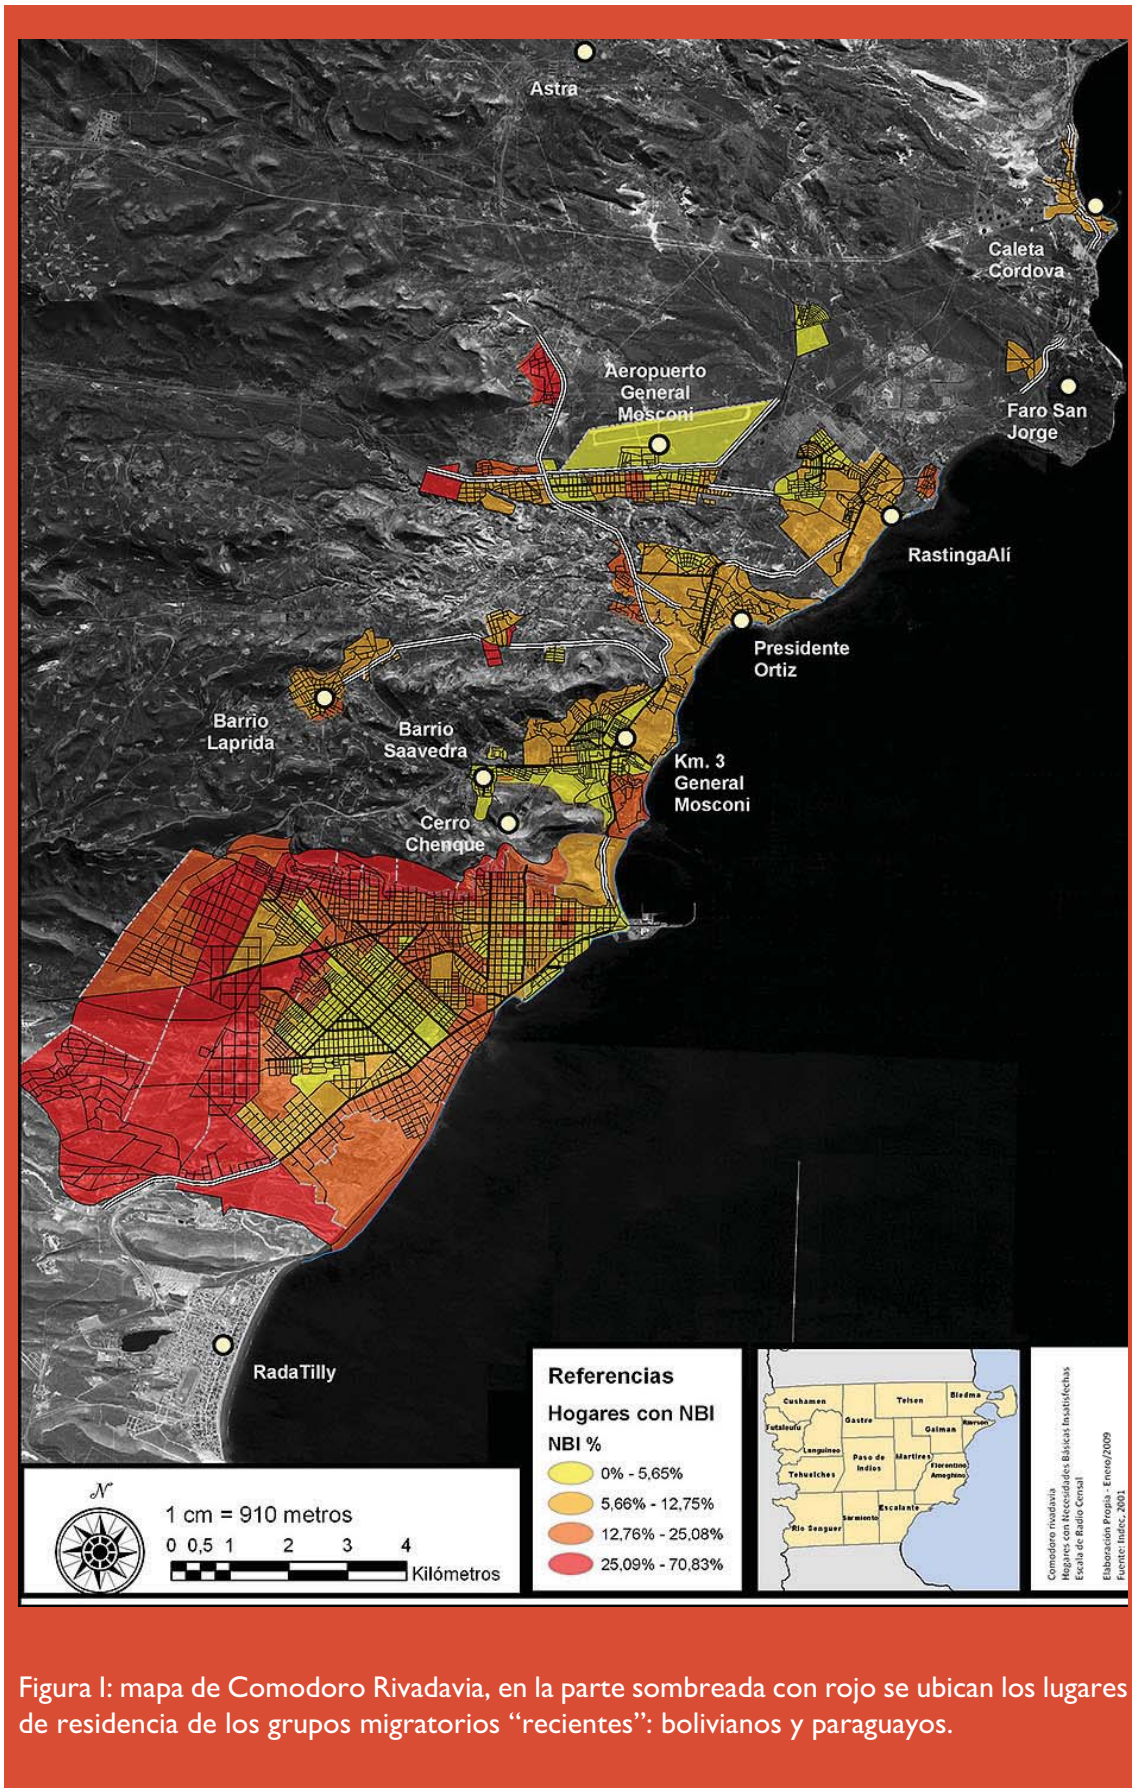 Astra
Caleta
Cordova
Aeropuerto
General
Mosconi
Faro San
Jorge
RastingaAlí
Presidente
Ortiz
Barrio
Laprida
Barrio
Saavedra
Km. 3
General
Mosconi
Cerro
Chenque
RadaTilly
N
1 cm = 910 metros
0 0,5 1 2 3 4
Kilómetros
Referencias
Hogares con NBI
NBI %
0% - 5,65%
5,66% - 12,75%
12,76% - 25,08%
25,09% - 70,83%
Cushamen
Telsen
Biedma
Futaleufu
Gastre
Gaiman
Rawson
Languineo
Paso de
Indios
Martires
Florentino
Ameghino
Tehuelches
Escalante
Sarmiento
Rio Senguer
Comodoro rivadavia
Hogares con Necesidades Básicas Insatisfechas
Escala de Radio Censal
Elaboración Propia - Enero/2009
Fuente: Indec, 2001
Figura I: mapa de Comodoro Rivadavia, en la parte sombreada con rojo se ubican los lugares
de residencia de los grupos migratorios “recientes”: bolivianos y paraguayos.